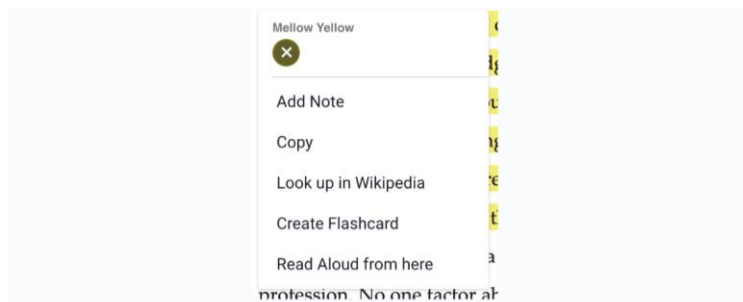 Mellow Yellow
Add Note
Copy
Look up in Wikipedia
Create Flashcard
Read Aloud from here
profession. No one factor